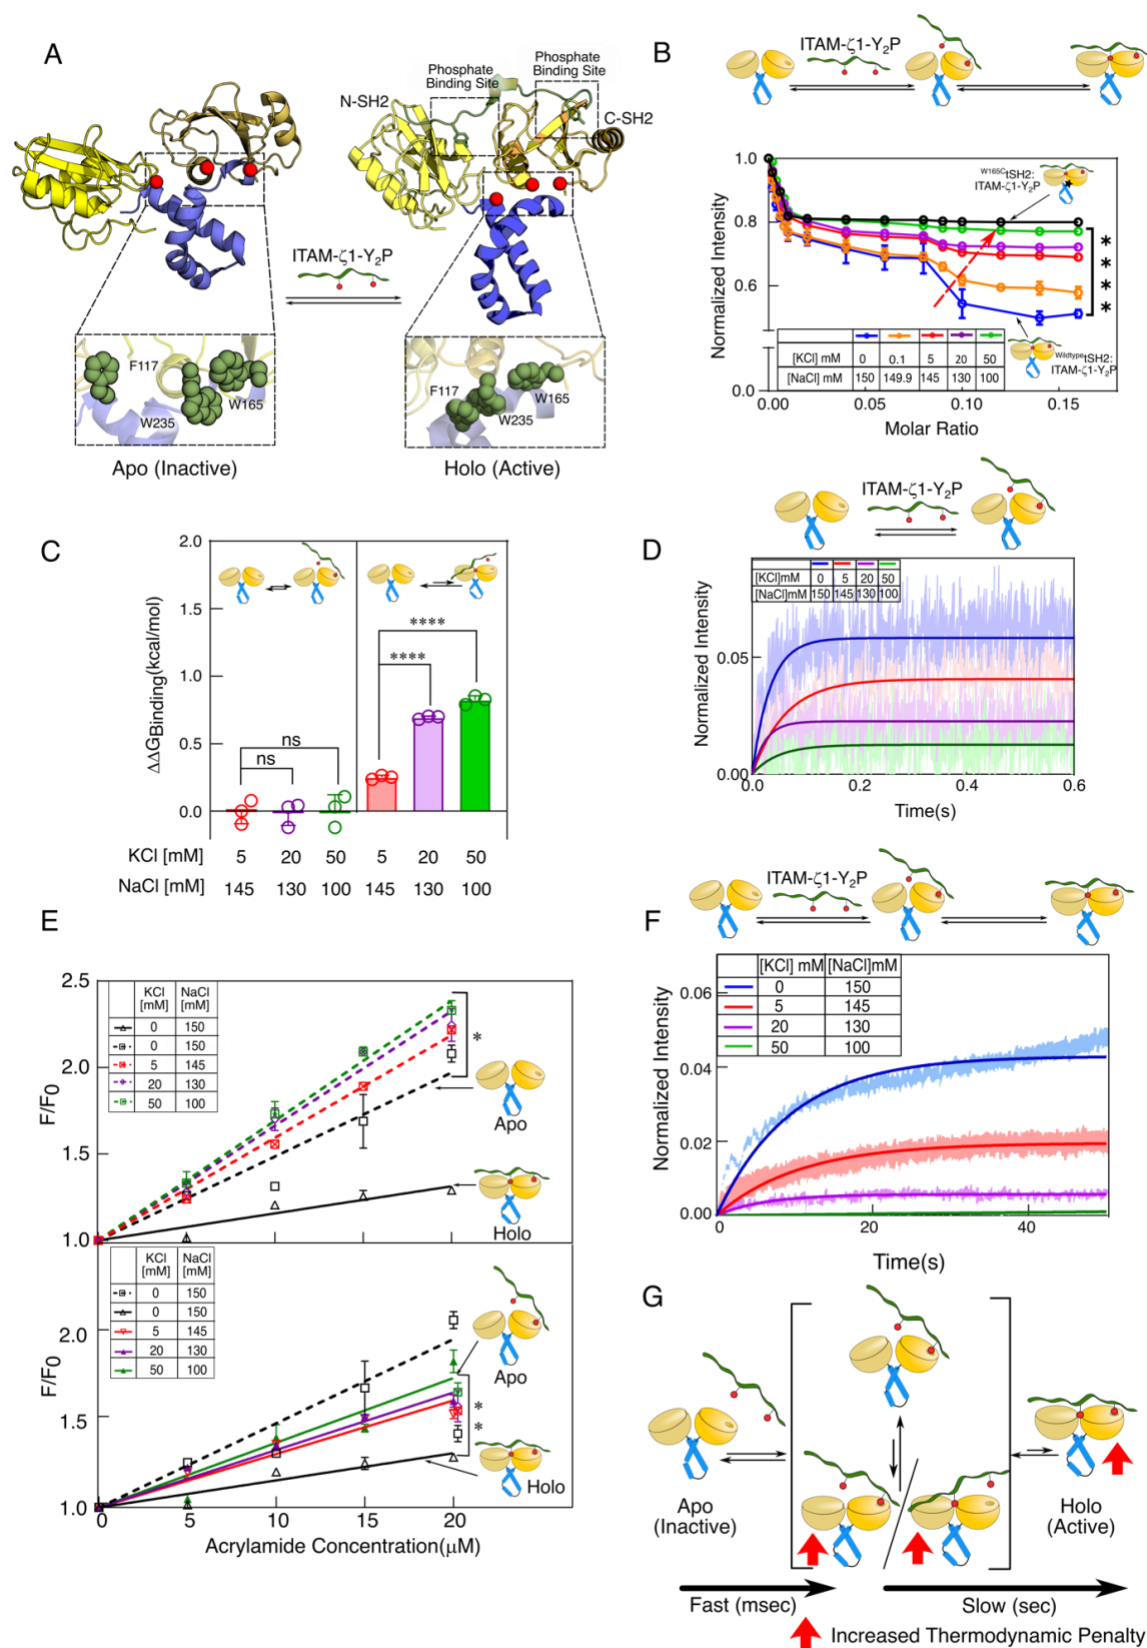 A
Phosphate
Binding Site
Phosphate
Binding Site
N-SH2
C-SH2
ITAM-ζ1-Y₂P
F117
W165
W235
F117
W165
W235
Apo (Inactive)
Holo (Active)
B
ITAM-ζ1-Y₂P
Normalized Intensity
1.0
0.8
0.6
0.0
W165C tSH2:
ITAM-ζ1-Y₂P
****
Wildtype tSH2:
ITAM-ζ1-Y₂P
[KCl] mM 0 0.1 5 20 50
[NaCl] mM 150 149.9 145 130 100
0.00 0.05 0.10 0.15
Molar Ratio
C
ΔΔGBinding(kcal/mol)
2.0
1.5
1.0
0.5
0.0
ns
ns
****
****
KCl [mM] 5 20 50 5 20 50
NaCl [mM] 145 130 100 145 130 100
ITAM-ζ1-Y₂P
D
[KCl]mM 0 5 20 50
[NaCl]mM 150 145 130 100
Normalized Intensity
0.05
0.00
0.0 0.2 0.4 0.6
Time(s)
E
F/F₀
2.5
2.0
1.5
1.0
KCl [mM] NaCl [mM]
0 150
0 150
5 145
20 130
50 100
*
Apo
Holo
F/F₀
2.0
1.5
1.0
KCl [mM] NaCl [mM]
0 150
0 150
5 145
20 130
50 100
Apo
**
Holo
0 5 10 15 20
Acrylamide Concentration(μM)
ITAM-ζ1-Y₂P
F
[KCl] mM [NaCl]mM
0 150
5 145
20 130
50 100
Normalized Intensity
0.06
0.04
0.02
0.00
0 20 40
Time(s)
G
Apo
(Inactive)
Holo
(Active)
Fast (msec)
Slow (sec)
Increased Thermodynamic Penalty